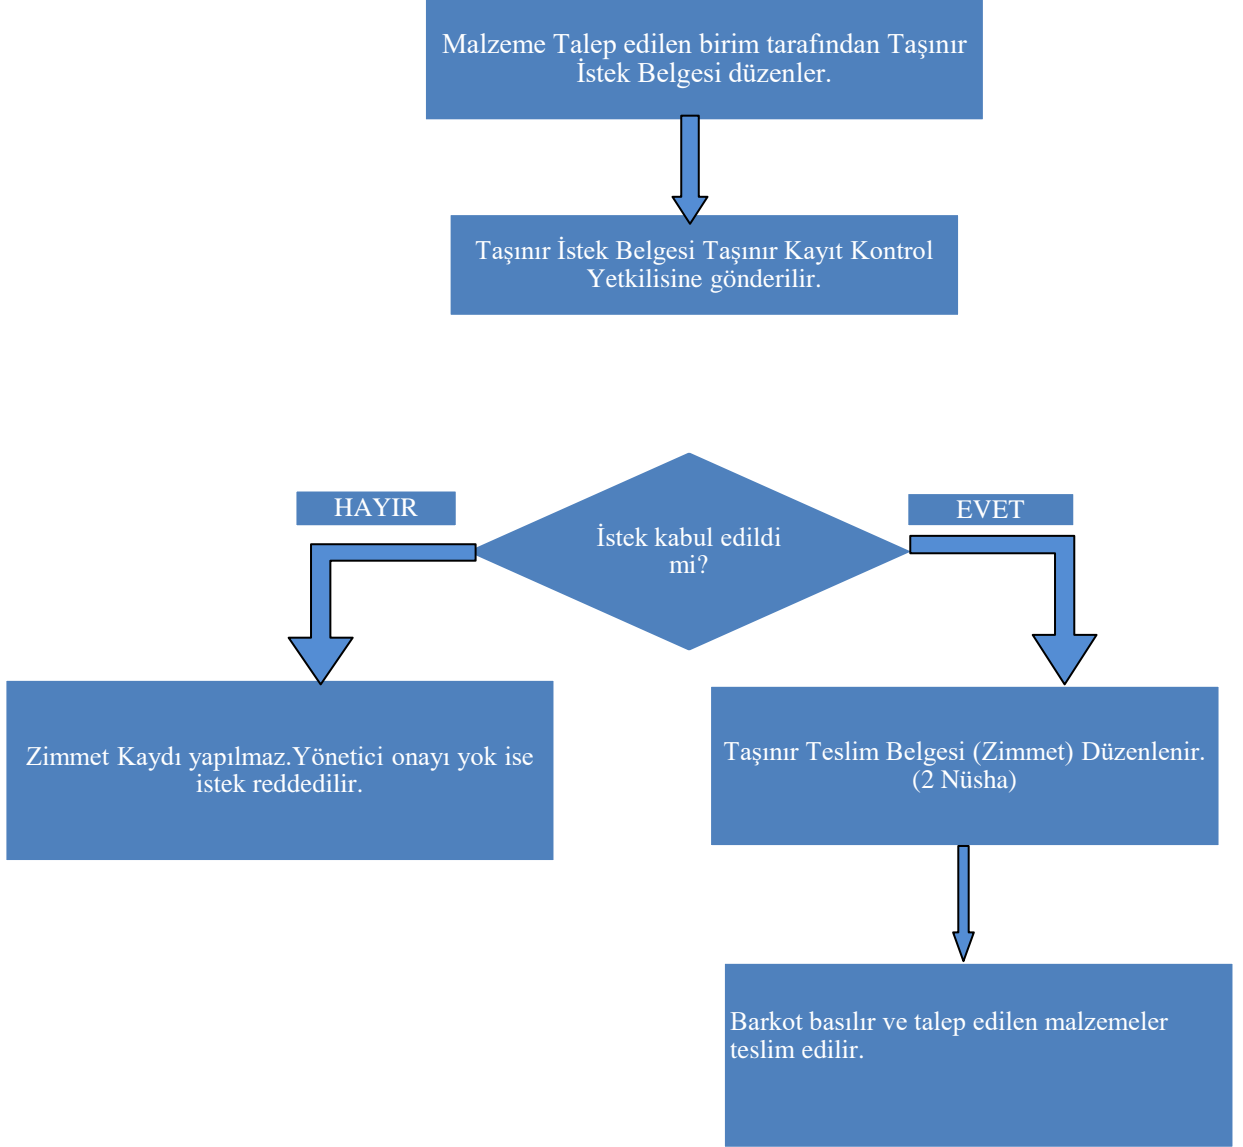 Malzeme Talep edilen birim tarafından Taşınır
İstek Belgesi düzenler.
Taşınır İstek Belgesi Taşınır Kayıt Kontrol
Yetkilisine gönderilir.
HAYIR
EVET
İstek kabul edildi
mi?
Zimmet Kaydı yapılmaz.Yönetici onayı yok ise
istek reddedilir.
Taşınır Teslim Belgesi (Zimmet) Düzenlenir.
(2 Nüsha)
Barkot basılır ve talep edilen malzemeler
teslim edilir.